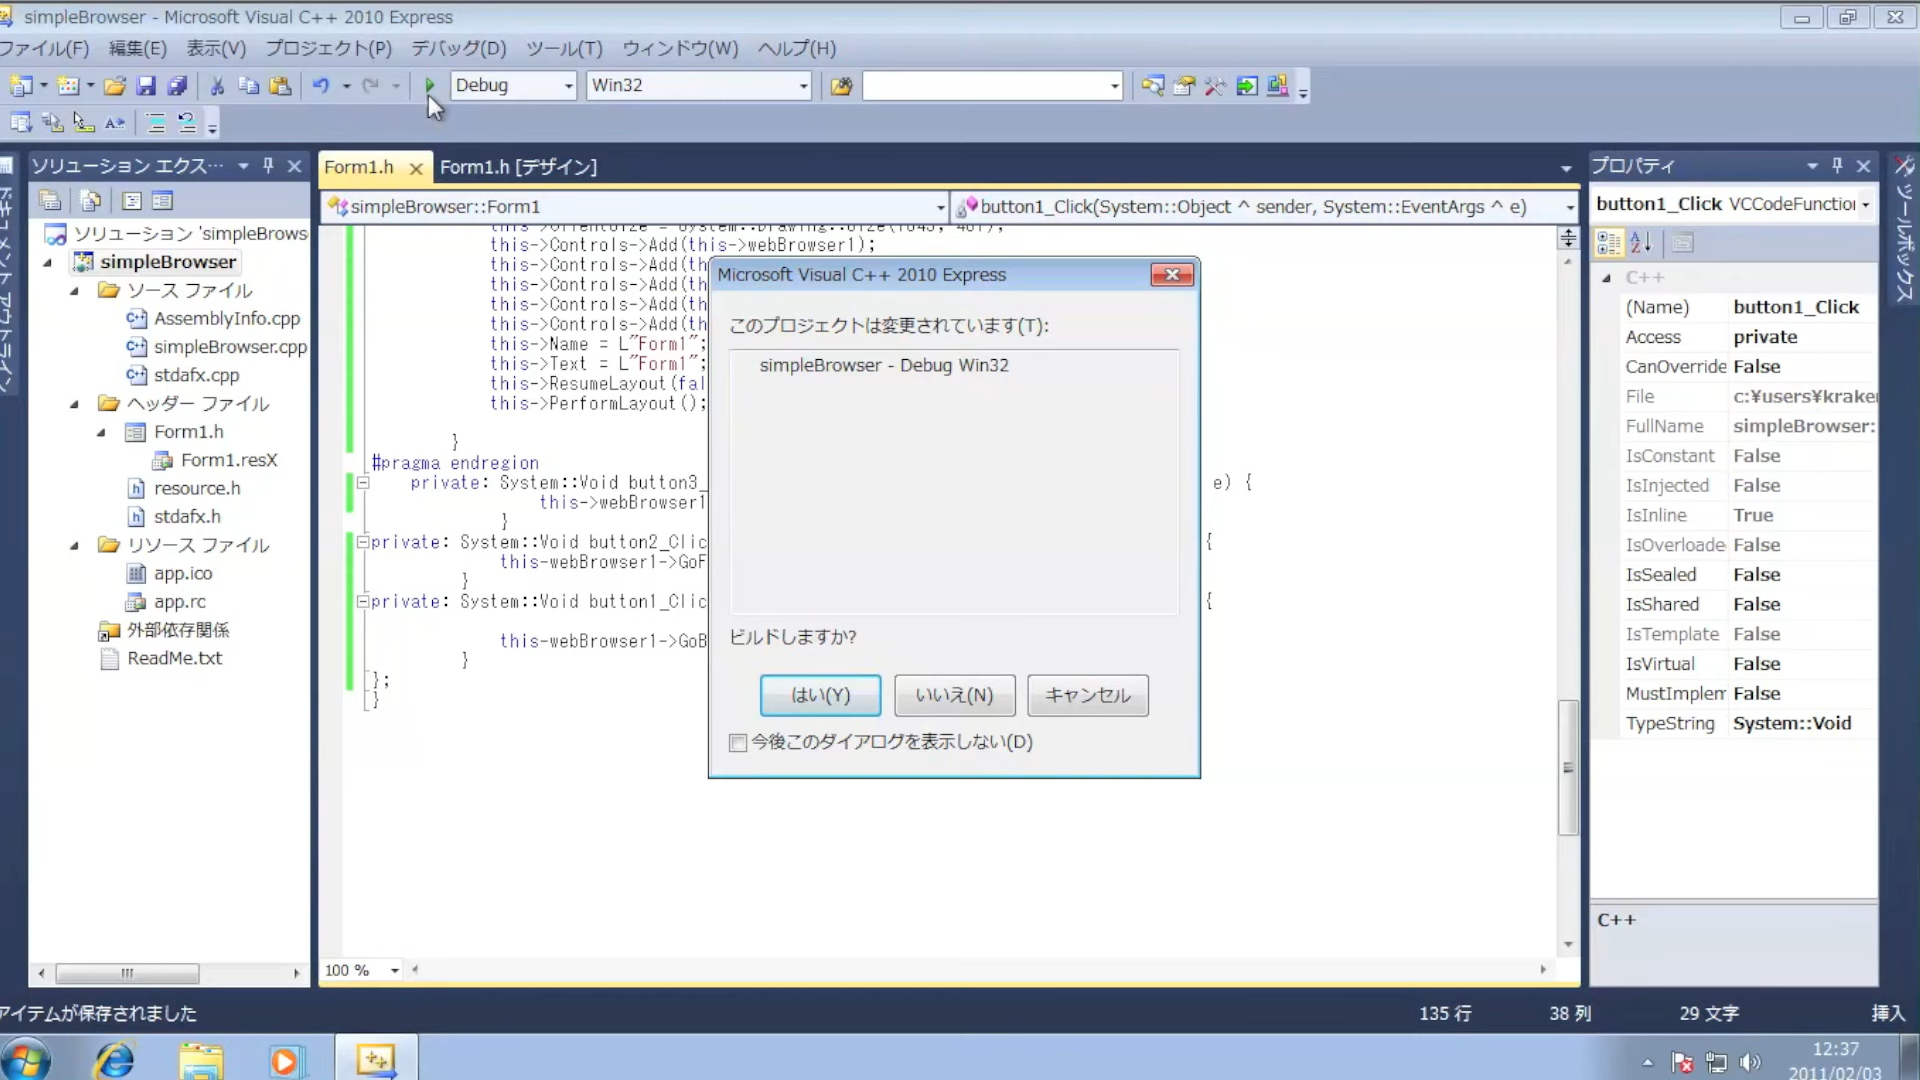 simpleBrowser - Microsoft Visual C++ 2010 Express
ファイル(F) 編集(E) 表示(V) プロジェクト(P) デバッグ(D) ツール(T) ウィンドウ(W) ヘルプ(H)
Debug Win32
ソリューション エクス…
Form1.h Form1.h [デザイン]
プロパティ
simpleBrowser::Form1
button1_Click(System::Object ^ sender, System::EventArgs ^ e)
button1_Click VCCodeFunction
ソリューション 'simpleBrows
simpleBrowser
ソース ファイル
AssemblyInfo.cpp
simpleBrowser.cpp
stdafx.cpp
ヘッダー ファイル
Form1.h
Form1.resX
resource.h
stdafx.h
リソース ファイル
app.ico
app.rc
外部依存関係
ReadMe.txt
this->Controls->Add(this->webBrowser1);
this->Controls->Add(th
this->Controls->Add(th
this->Controls->Add(th
this->Controls->Add(th
this->Name = L"Form1";
this->Text = L"Form1";
this->ResumeLayout(fal
this->PerformLayout();
}
#pragma endregion
private: System::Void button3_ e) {
this->webBrowser1
}
private: System::Void button2_Clic {
this-webBrowser1->GoF
}
private: System::Void button1_Clic {
this-webBrowser1->GoB
}
};
}
Microsoft Visual C++ 2010 Express
このプロジェクトは変更されています(T):
simpleBrowser - Debug Win32
ビルドしますか?
はい(Y) いいえ(N) キャンセル
今後このダイアログを表示しない(D)
C++
(Name) button1_Click
Access private
CanOverride False
File c:¥users¥kraker
FullName simpleBrowser:
IsConstant False
IsInjected False
IsInline True
IsOverloade False
IsSealed False
IsShared False
IsTemplate False
IsVirtual False
MustImplem False
TypeString System::Void
C++
ツールボックス
100 %
アイテムが保存されました
135 行 38 列 29 文字 挿入
12:37
2011/02/03